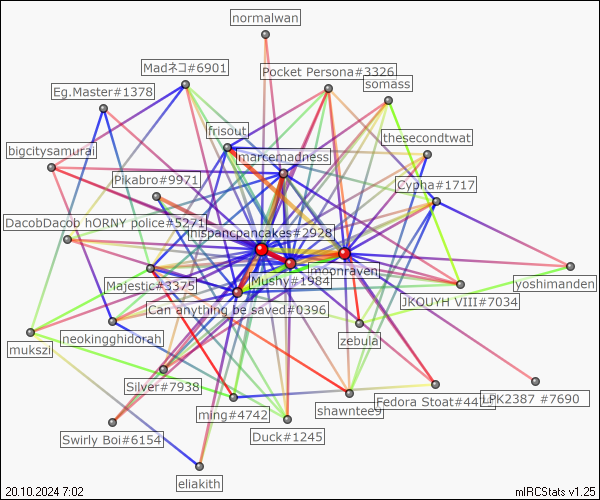 normalwan
Madネコ#6901
Pocket Persona#3326
somass
Eg.Master#1378
frisout
thesecondtwat
bigcitysamurai
marcemadness
Pikabro#9971
Cypha#1717
DacobDacob hORNY police#5271
hispancpancakes#2928
moonraven
Majestic#3375
Mushy#1984
yoshimanden
JKQUYH VIII#7034
Can anything be saved#0396
neokingghidorah
zebula
mukszi
Silver#7938
ming#4742
shawntee9
Fedora Stoat#44
LPK2387 #7690
Swirly Boi#6154
Duck#1245
eliakith
20.10.2024 7:02
mIRCStats v1.25